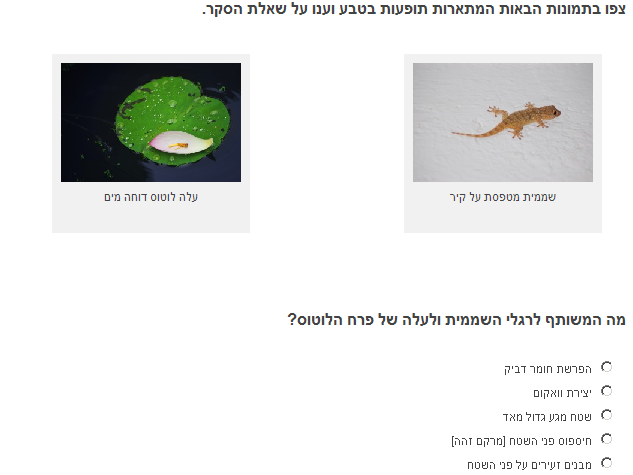 צפו בתמונות הבאות המתארות תופעות בטבע וענו על שאלת הסקר.
שממית מטפסת על קיר
עלה לוטוס דוחה מים
מה המשותף לרגלי השממית ולעלה של פרח הלוטוס?
הפרשת חומר דביק
יצירת וואקום
שטח מגע גדול מאד
חיספוס פני השטח [מרקם זהה]
מבנים זעירים על פני השטח